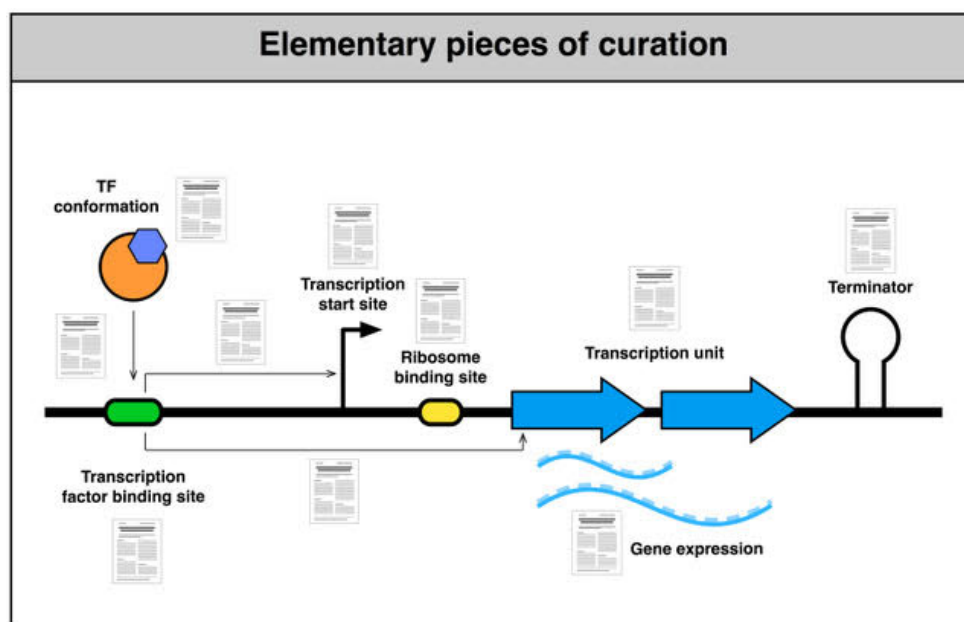 Elementary pieces of curation
TF
conformation
Transcription
start site
Ribosome
binding site
Transcription unit
Terminator
Transcription
factor binding site
Gene expression